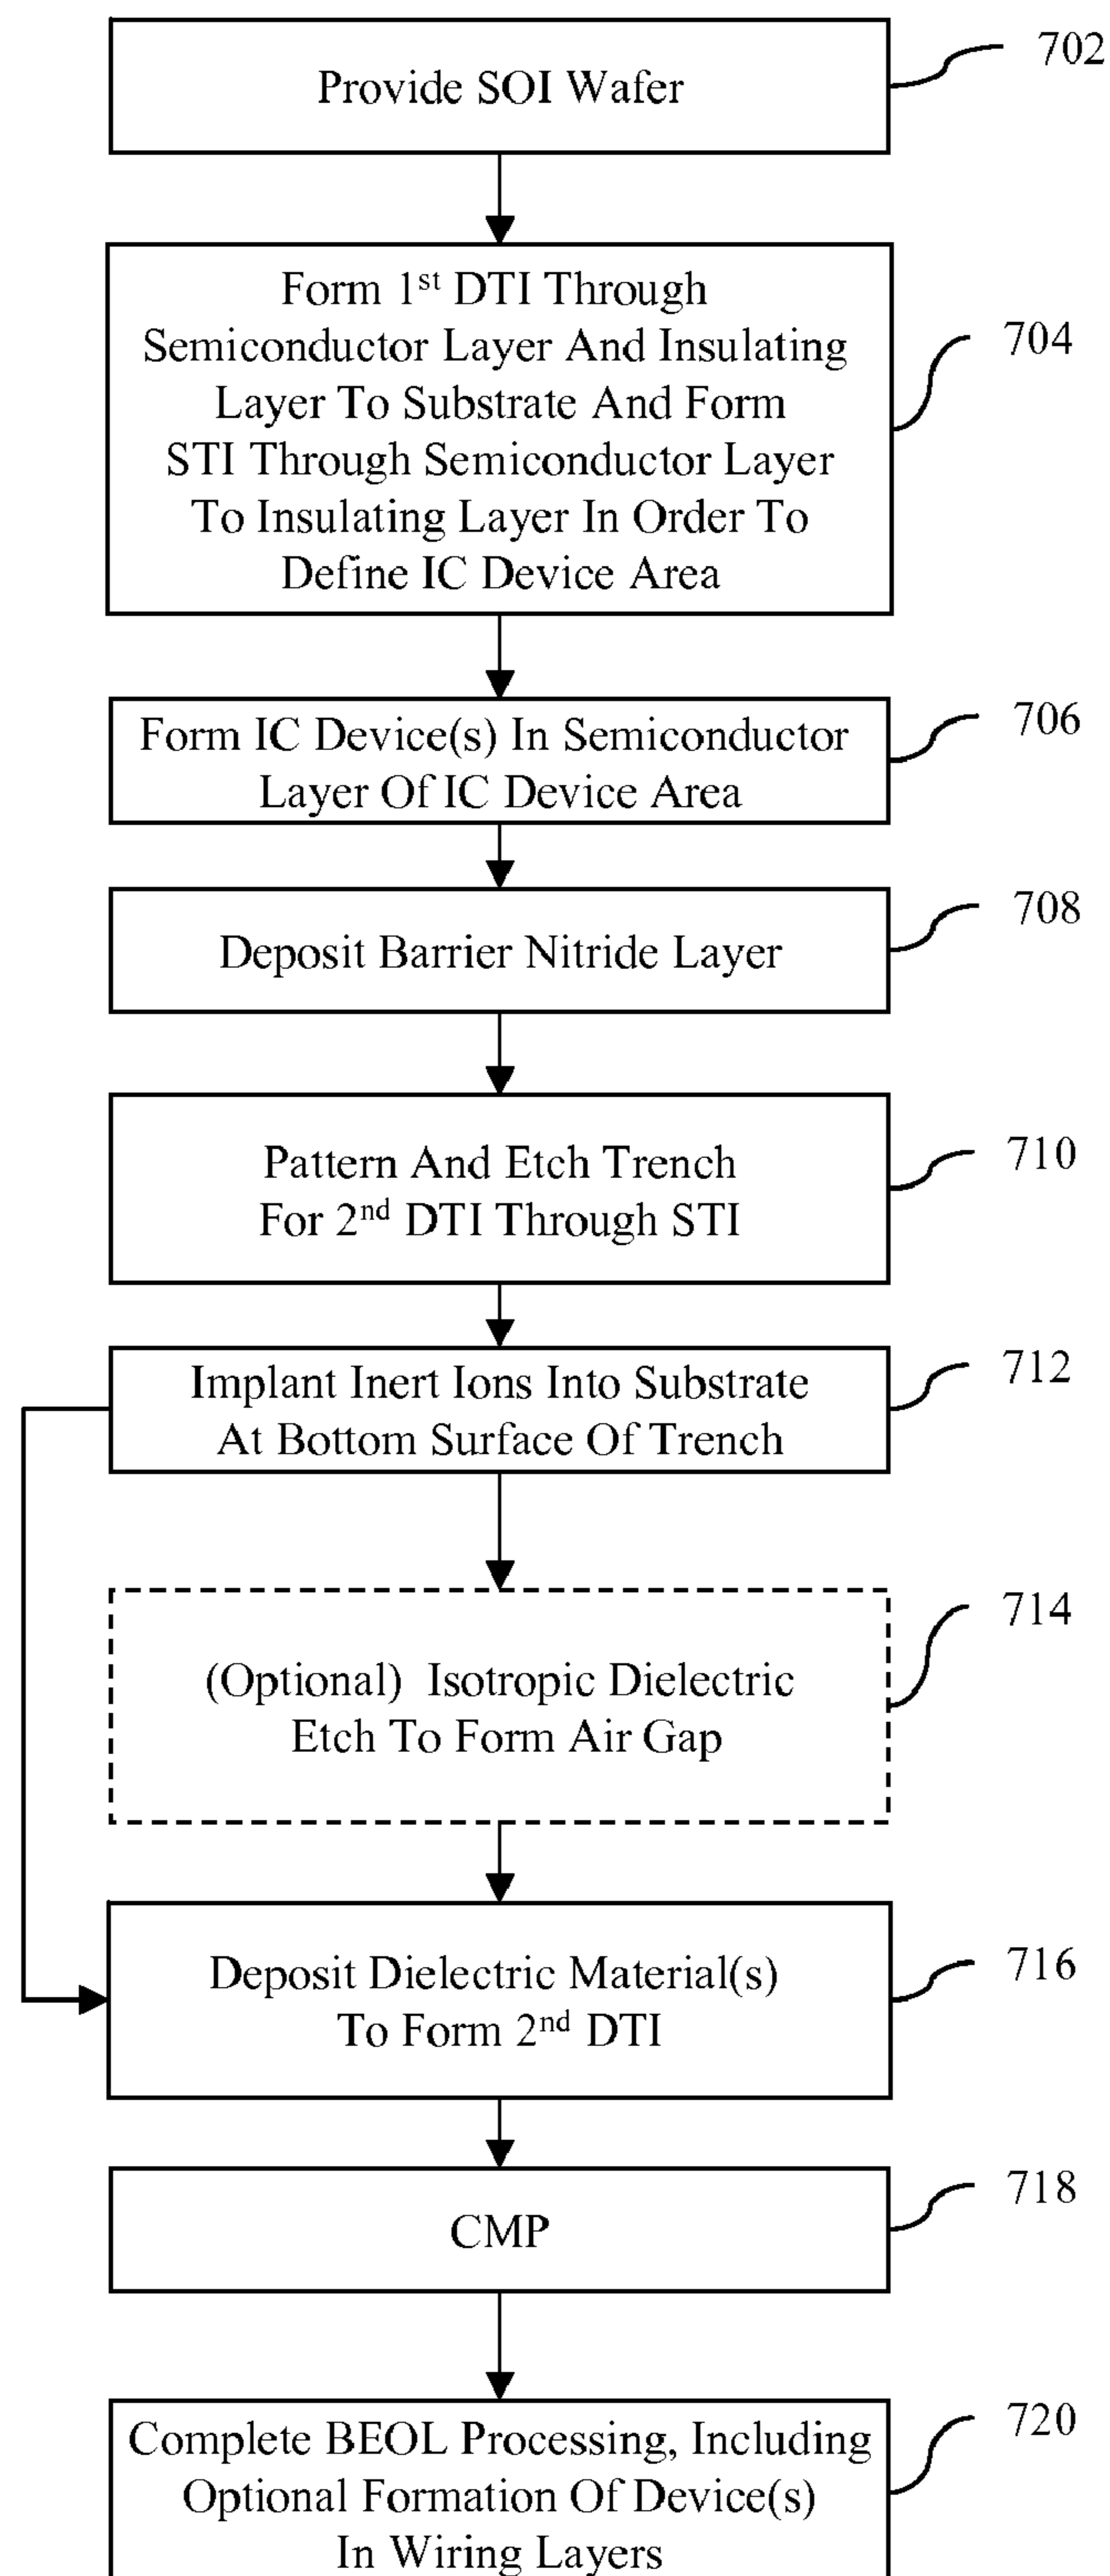 Provide SOI Wafer
702
Form 1st DTI Through
Semiconductor Layer And Insulating
Layer To Substrate And Form
STI Through Semiconductor Layer
To Insulating Layer In Order To
Define IC Device Area
704
Form IC Device(s) In Semiconductor
Layer Of IC Device Area
706
Deposit Barrier Nitride Layer
708
Pattern And Etch Trench
For 2nd DTI Through STI
710
Implant Inert Ions Into Substrate
At Bottom Surface Of Trench
712
(Optional) Isotropic Dielectric
Etch To Form Air Gap
714
Deposit Dielectric Material(s)
To Form 2nd DTI
716
CMP
718
Complete BEOL Processing, Including
Optional Formation Of Device(s)
In Wiring Layers
720